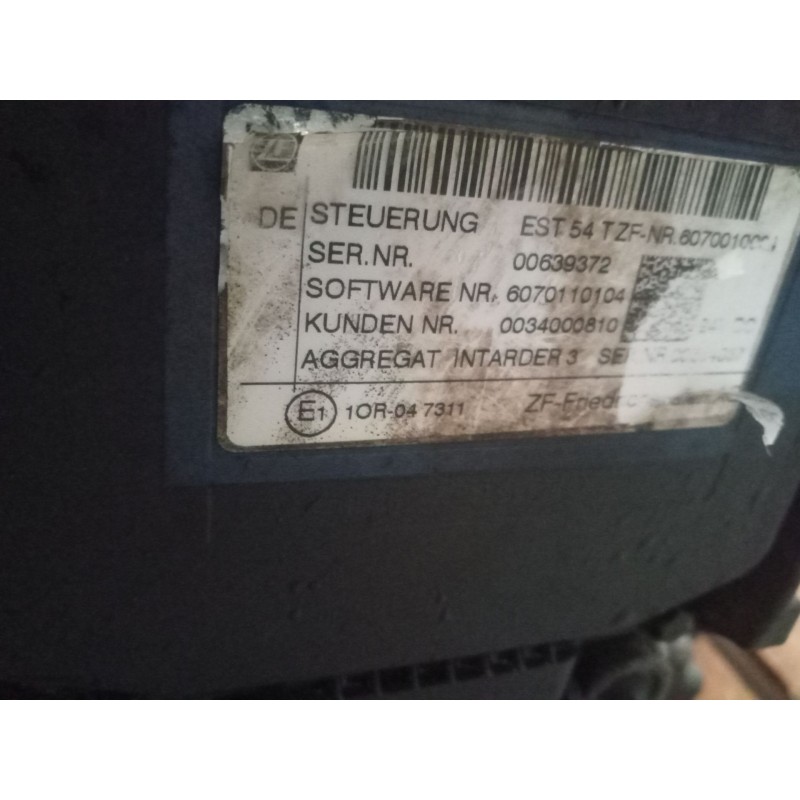 DE STEUERUNG EST 54 T ZF-NR.
SER.NR. 00639372
SOFTWARE NR. 6070110104
KUNDEN NR. 0034000810
AGGREGAT INTARDER 3
E1 10R-04 7311